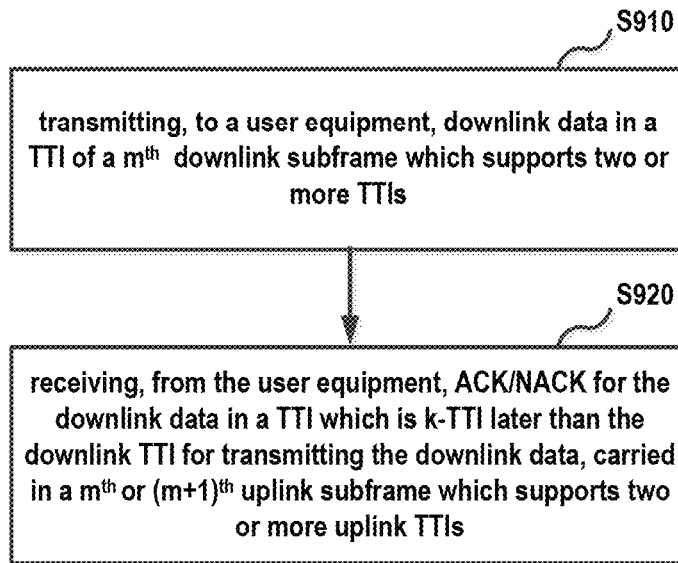 S910
transmitting, to a user equipment, downlink data in a
TTI of a mth downlink subframe which supports two or
more TTIs
S920
receiving, from the user equipment, ACK/NACK for the
downlink data in a TTI which is k-TTI later than the
downlink TTI for transmitting the downlink data, carried
in a mth or (m+1)th uplink subframe which supports two
or more uplink TTIs